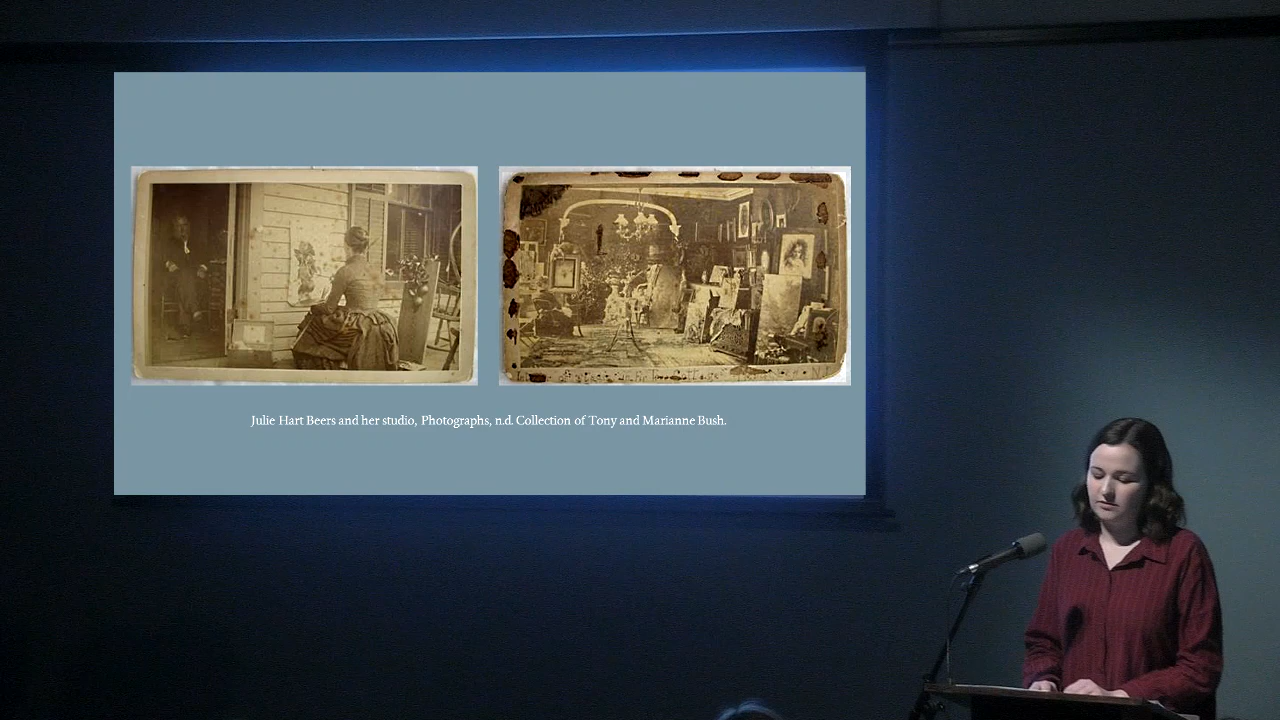 Julie Hart Beers and her studio, Photographs, n.d. Collection of Tony and Marianne Bush.